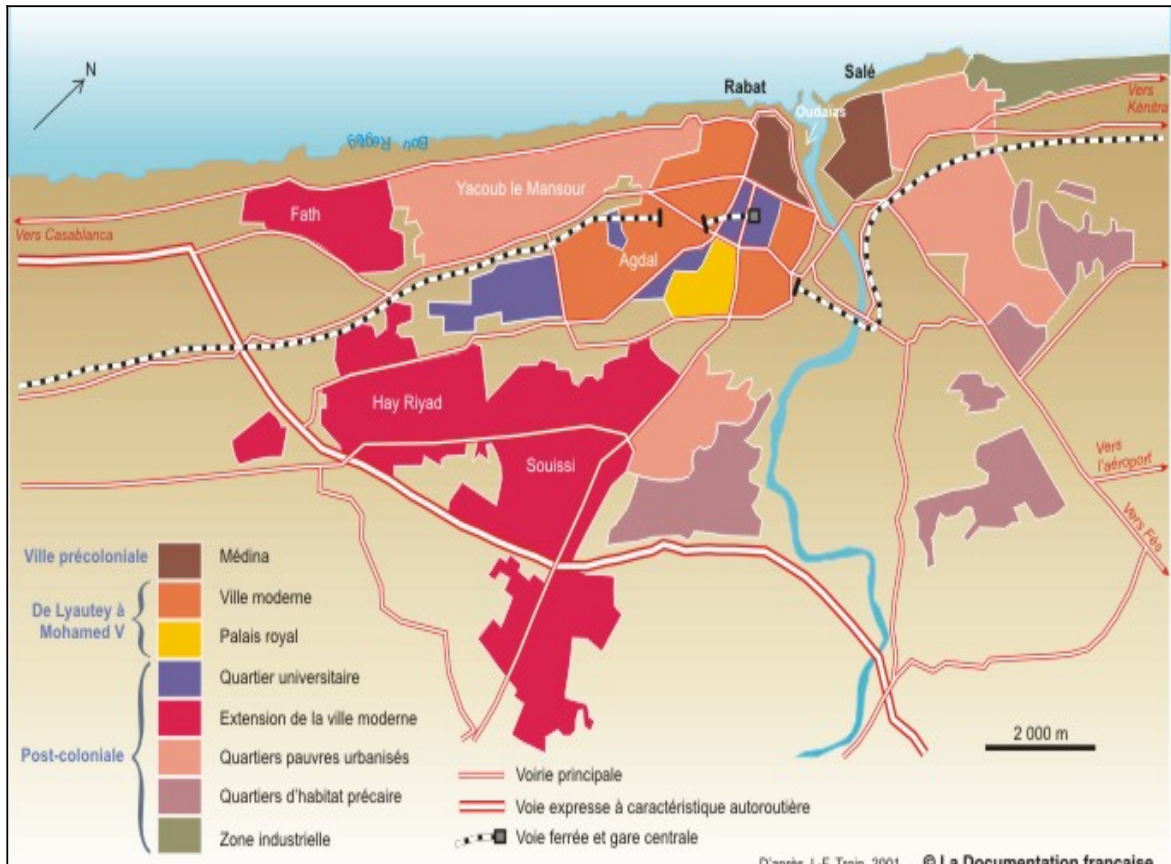 N
Rabat
Salé
Oudaïas
Vers
Kénitra
Bou Regreg
Yacoub le Mansour
Fath
Vers Casablanca
Agdal
Hay Riyad
Souissi
Vers
l'aéroport
Vers Fès
Ville précoloniale
Médina
De Lyautey à
Mohamed V
Ville moderne
Palais royal
Post-coloniale
Quartier universitaire
Extension de la ville moderne
Quartiers pauvres urbanisés
Quartiers d'habitat précaire
Zone industrielle
Voirie principale
Voie expresse à caractéristique autoroutière
Voie ferrée et gare centrale
2 000 m
D'après J-F. Troin, 2001 © La Documentation française